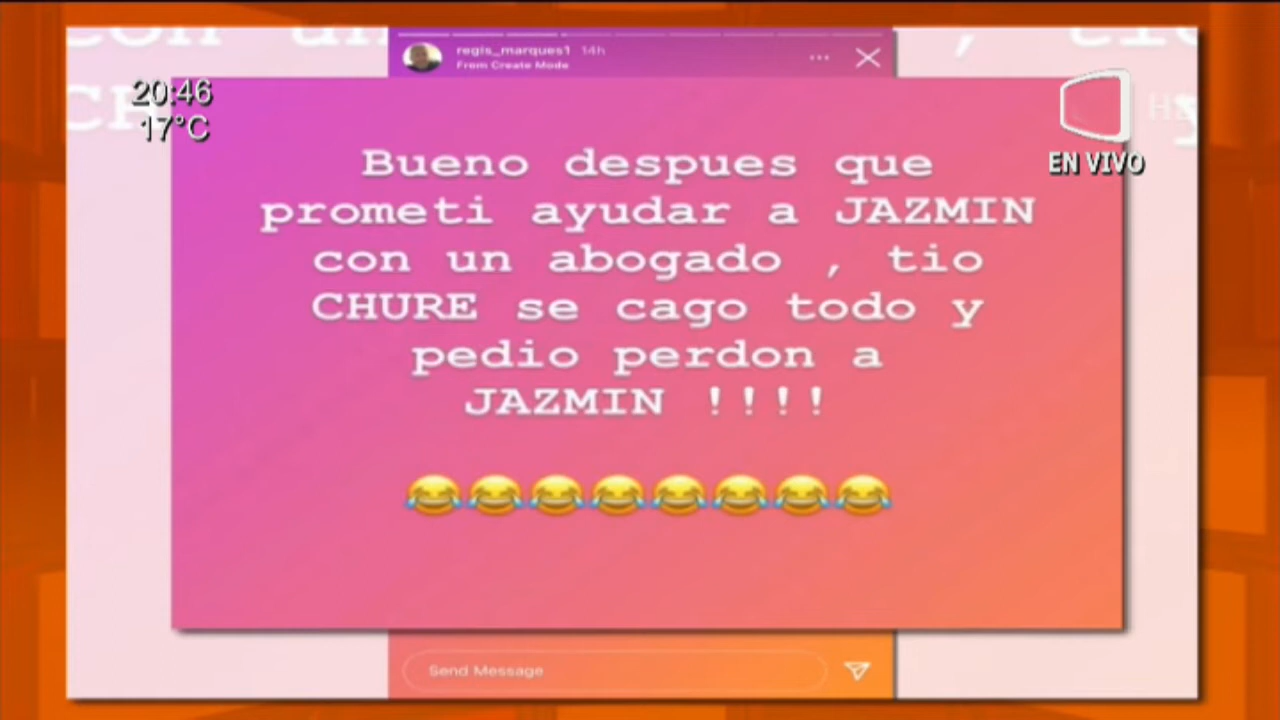 regis_marques1 14h
From Create Mode
20:46
17°C
EN VIVO
Bueno despues que
prometi ayudar a JAZMIN
con un abogado , tio
CHURE se cago todo y
pedio perdon a
JAZMIN !!!!
😂😂😂😂😂😂😂😂
Send Message